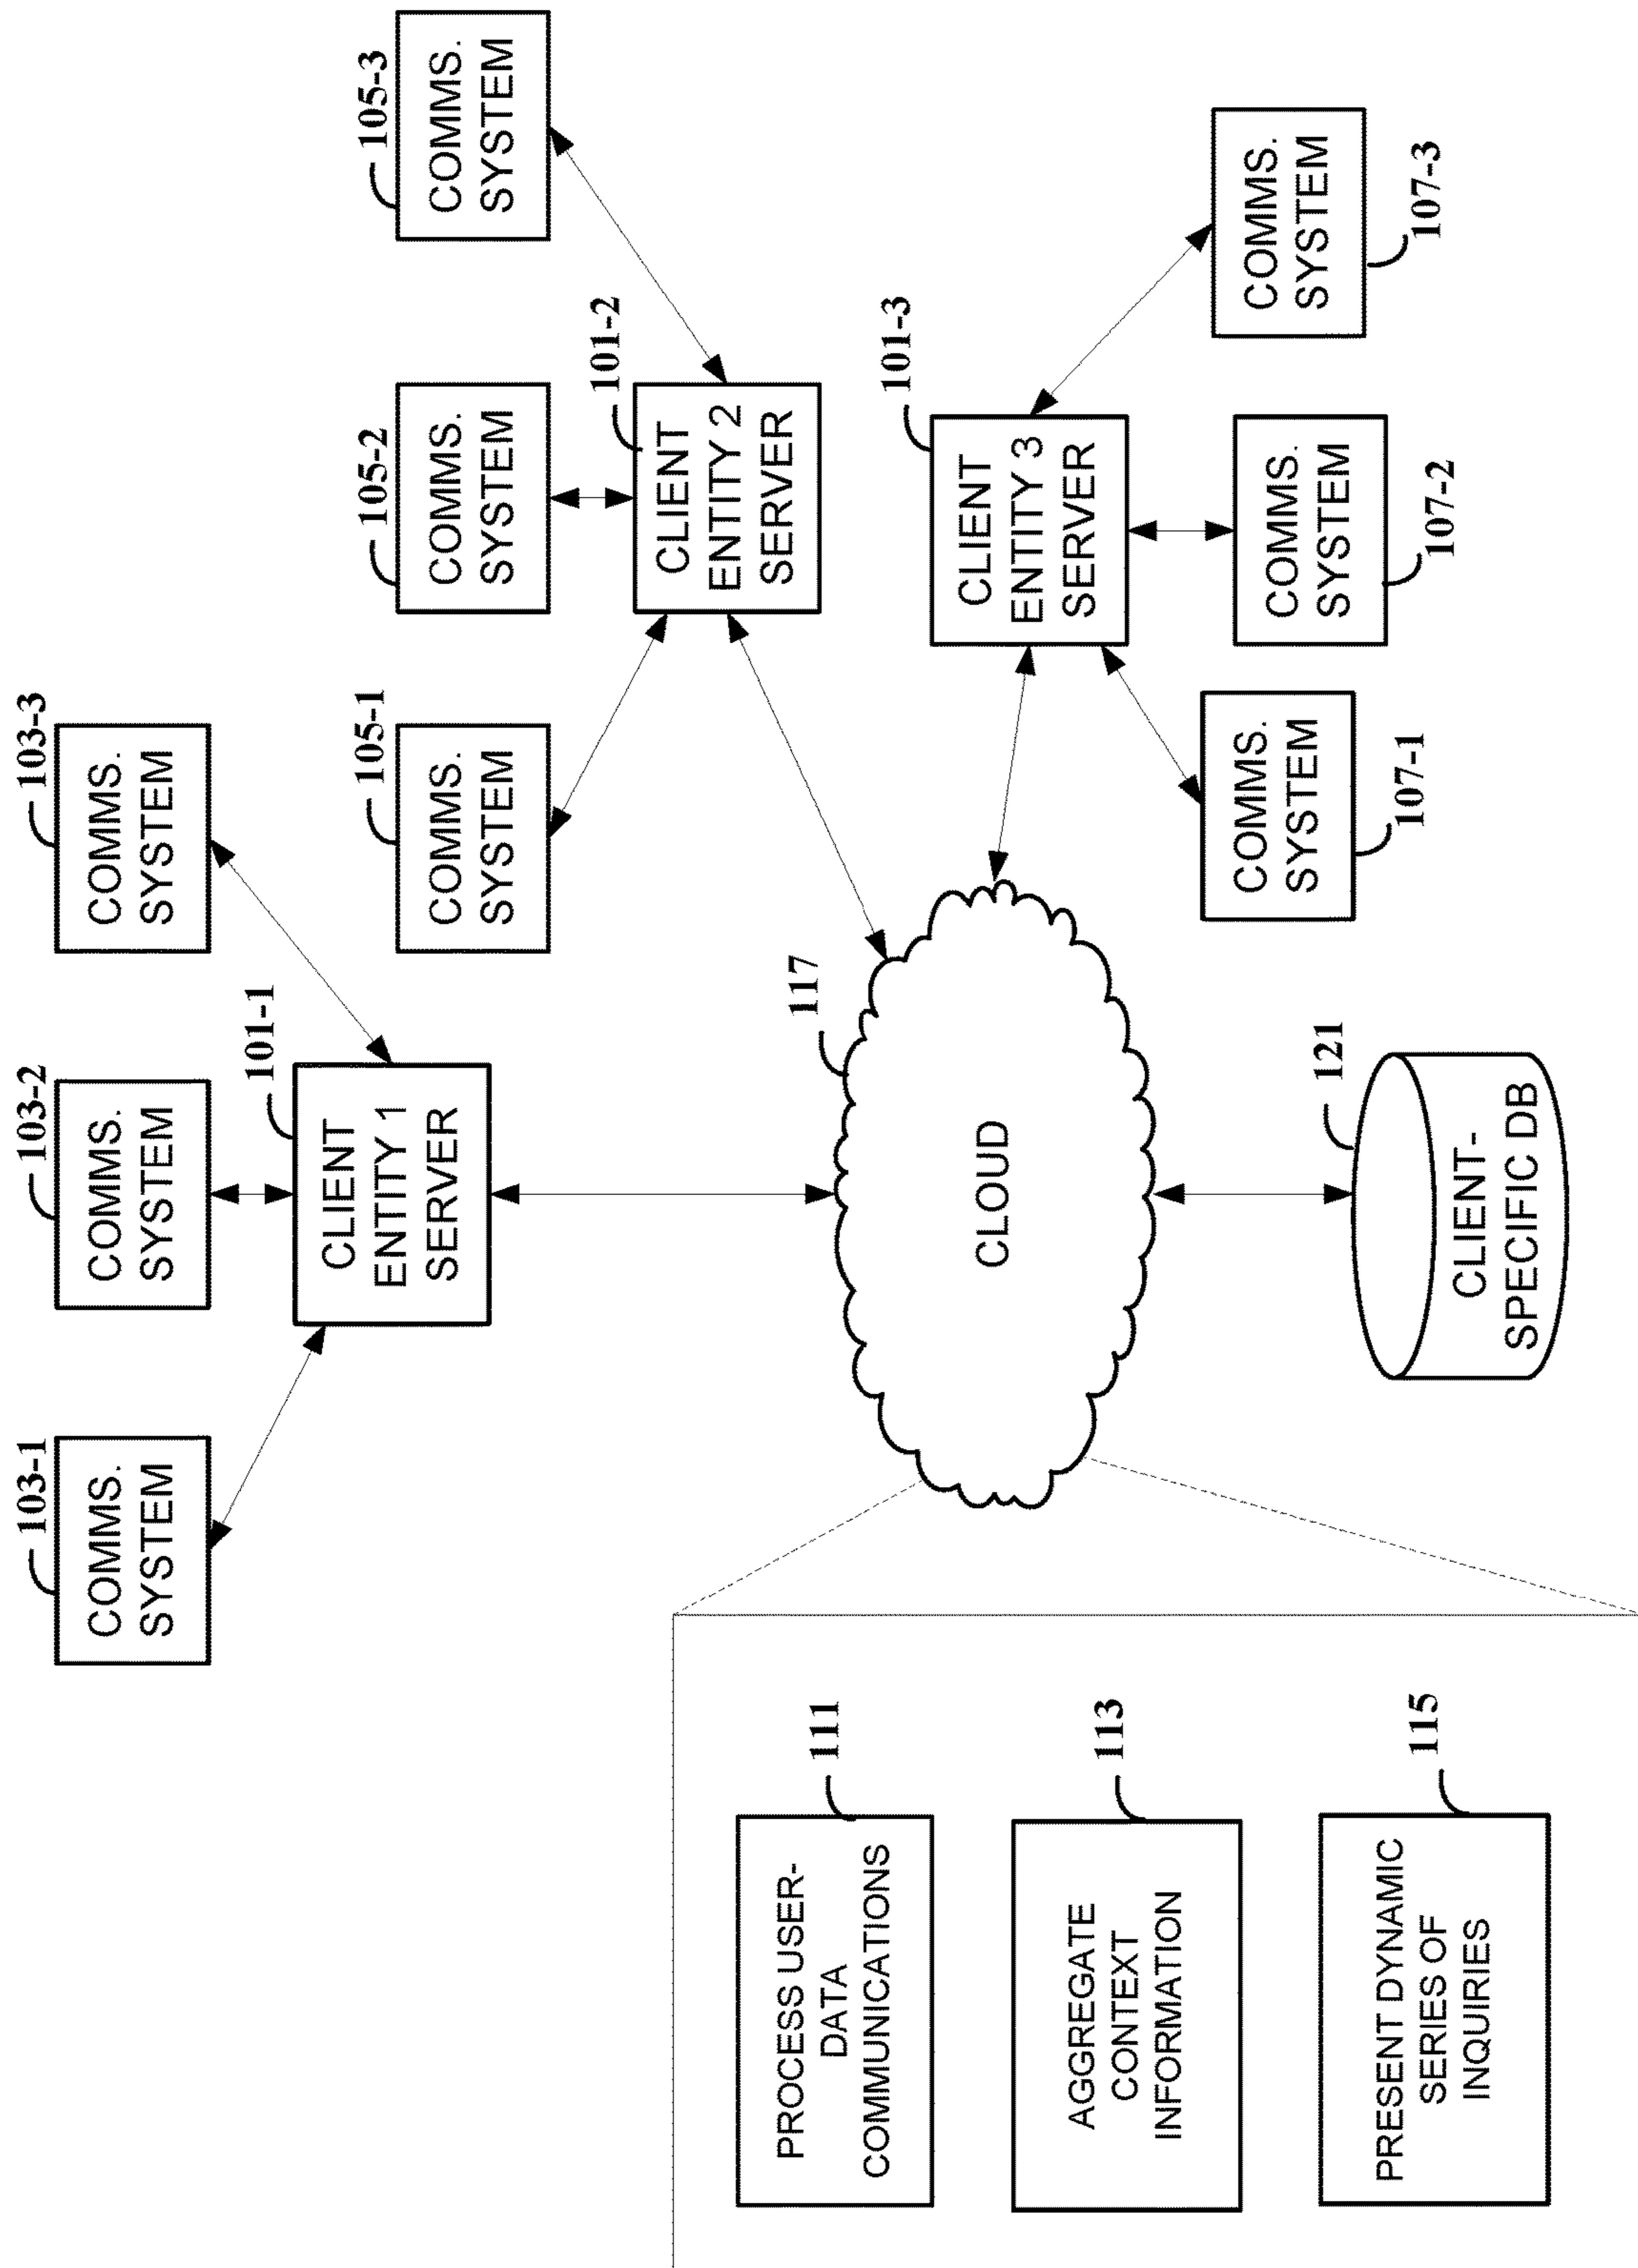 103-1
COMMS.
SYSTEM
103-2
COMMS.
SYSTEM
103-3
COMMS.
SYSTEM
101-1
CLIENT
ENTITY 1
SERVER
105-1
COMMS.
SYSTEM
105-2
COMMS.
SYSTEM
105-3
COMMS.
SYSTEM
101-2
CLIENT
ENTITY 2
SERVER
117
CLOUD
101-3
CLIENT
ENTITY 3
SERVER
107-1
COMMS.
SYSTEM
107-2
COMMS.
SYSTEM
107-3
COMMS.
SYSTEM
121
CLIENT-
SPECIFIC DB
111
PROCESS USER-
DATA
COMMUNICATIONS
113
AGGREGATE
CONTEXT
INFORMATION
115
PRESENT DYNAMIC
SERIES OF
INQUIRIES